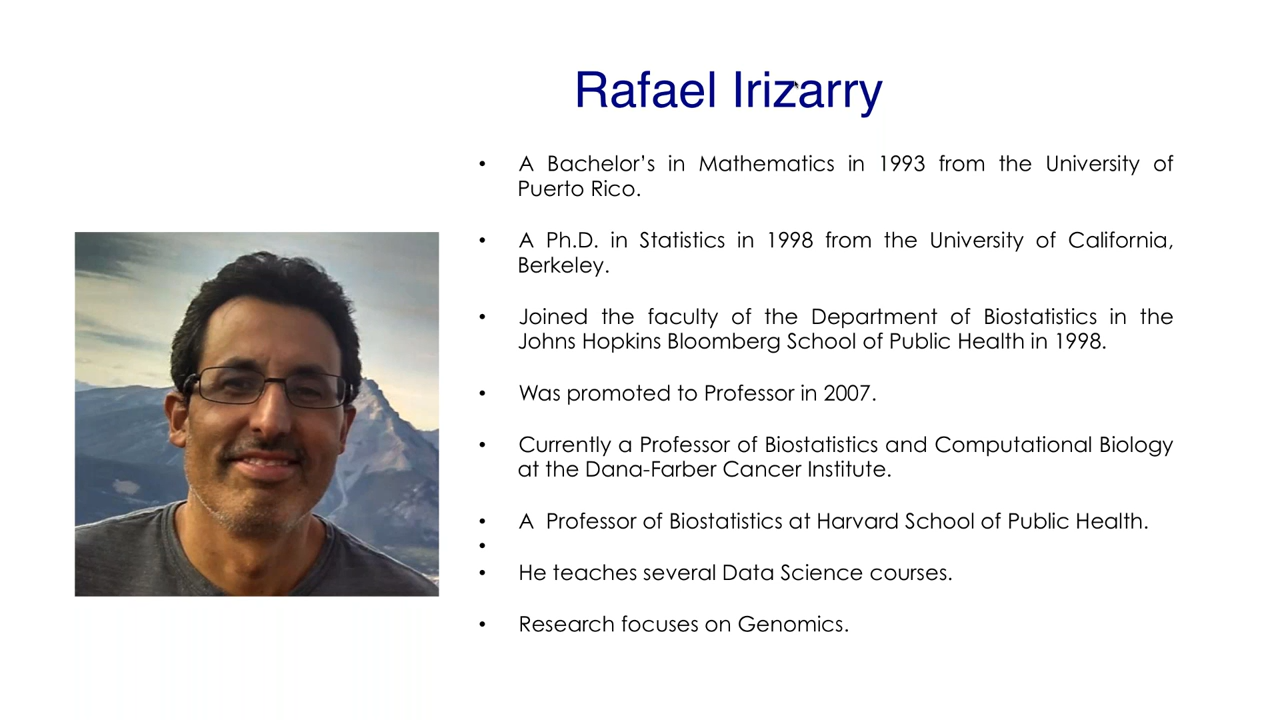 Rafael Irizarry
• A Bachelor’s in Mathematics in 1993 from the University of
Puerto Rico.
• A Ph.D. in Statistics in 1998 from the University of California,
Berkeley.
• Joined the faculty of the Department of Biostatistics in the
Johns Hopkins Bloomberg School of Public Health in 1998.
• Was promoted to Professor in 2007.
• Currently a Professor of Biostatistics and Computational Biology
at the Dana-Farber Cancer Institute.
• A  Professor of Biostatistics at Harvard School of Public Health.
•
• He teaches several Data Science courses.
• Research focuses on Genomics.